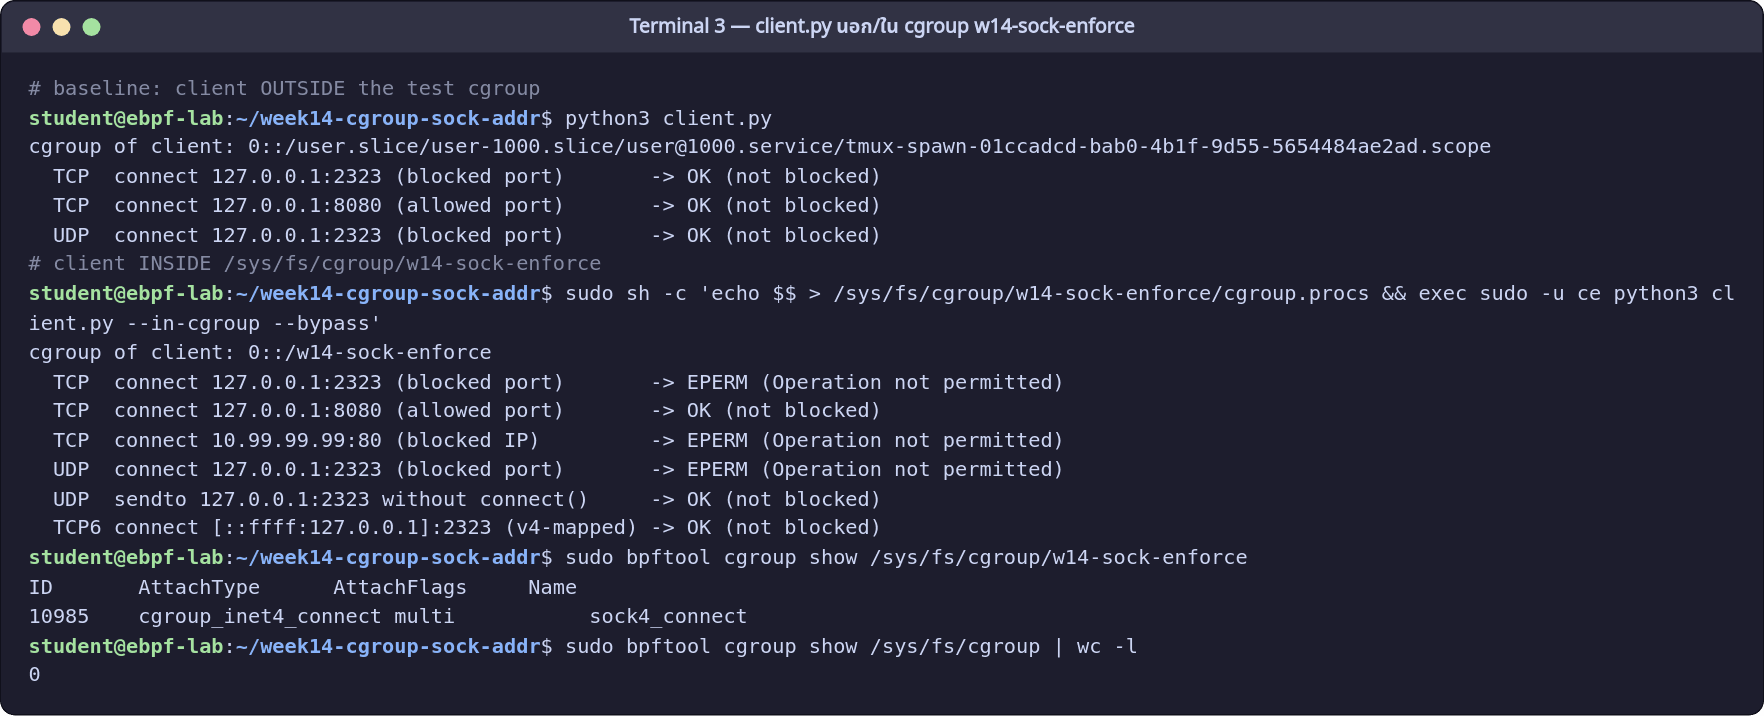 Terminal 3 — client.py นอก/ใน cgroup w14-sock-enforce
# baseline: client OUTSIDE the test cgroup
student@ebpf-lab:~/week14-cgroup-sock-addr$ python3 client.py
cgroup of client: 0::/user.slice/user-1000.slice/user@1000.service/tmux-spawn-01ccadcd-bab0-4b1f-9d55-5654484ae2ad.scope
  TCP  connect 127.0.0.1:2323 (blocked port)       -> OK (not blocked)
  TCP  connect 127.0.0.1:8080 (allowed port)       -> OK (not blocked)
  UDP  connect 127.0.0.1:2323 (blocked port)       -> OK (not blocked)
# client INSIDE /sys/fs/cgroup/w14-sock-enforce
student@ebpf-lab:~/week14-cgroup-sock-addr$ sudo sh -c 'echo $$ > /sys/fs/cgroup/w14-sock-enforce/cgroup.procs && exec sudo -u ce python3 cl
ient.py --in-cgroup --bypass'
cgroup of client: 0::/w14-sock-enforce
  TCP  connect 127.0.0.1:2323 (blocked port)       -> EPERM (Operation not permitted)
  TCP  connect 127.0.0.1:8080 (allowed port)       -> OK (not blocked)
  TCP  connect 10.99.99.99:80 (blocked IP)         -> EPERM (Operation not permitted)
  UDP  connect 127.0.0.1:2323 (blocked port)       -> EPERM (Operation not permitted)
  UDP  sendto 127.0.0.1:2323 without connect()     -> OK (not blocked)
  TCP6 connect [::ffff:127.0.0.1]:2323 (v4-mapped) -> OK (not blocked)
student@ebpf-lab:~/week14-cgroup-sock-addr$ sudo bpftool cgroup show /sys/fs/cgroup/w14-sock-enforce
ID       AttachType      AttachFlags     Name
10985    cgroup_inet4_connect multi           sock4_connect
student@ebpf-lab:~/week14-cgroup-sock-addr$ sudo bpftool cgroup show /sys/fs/cgroup | wc -l
0